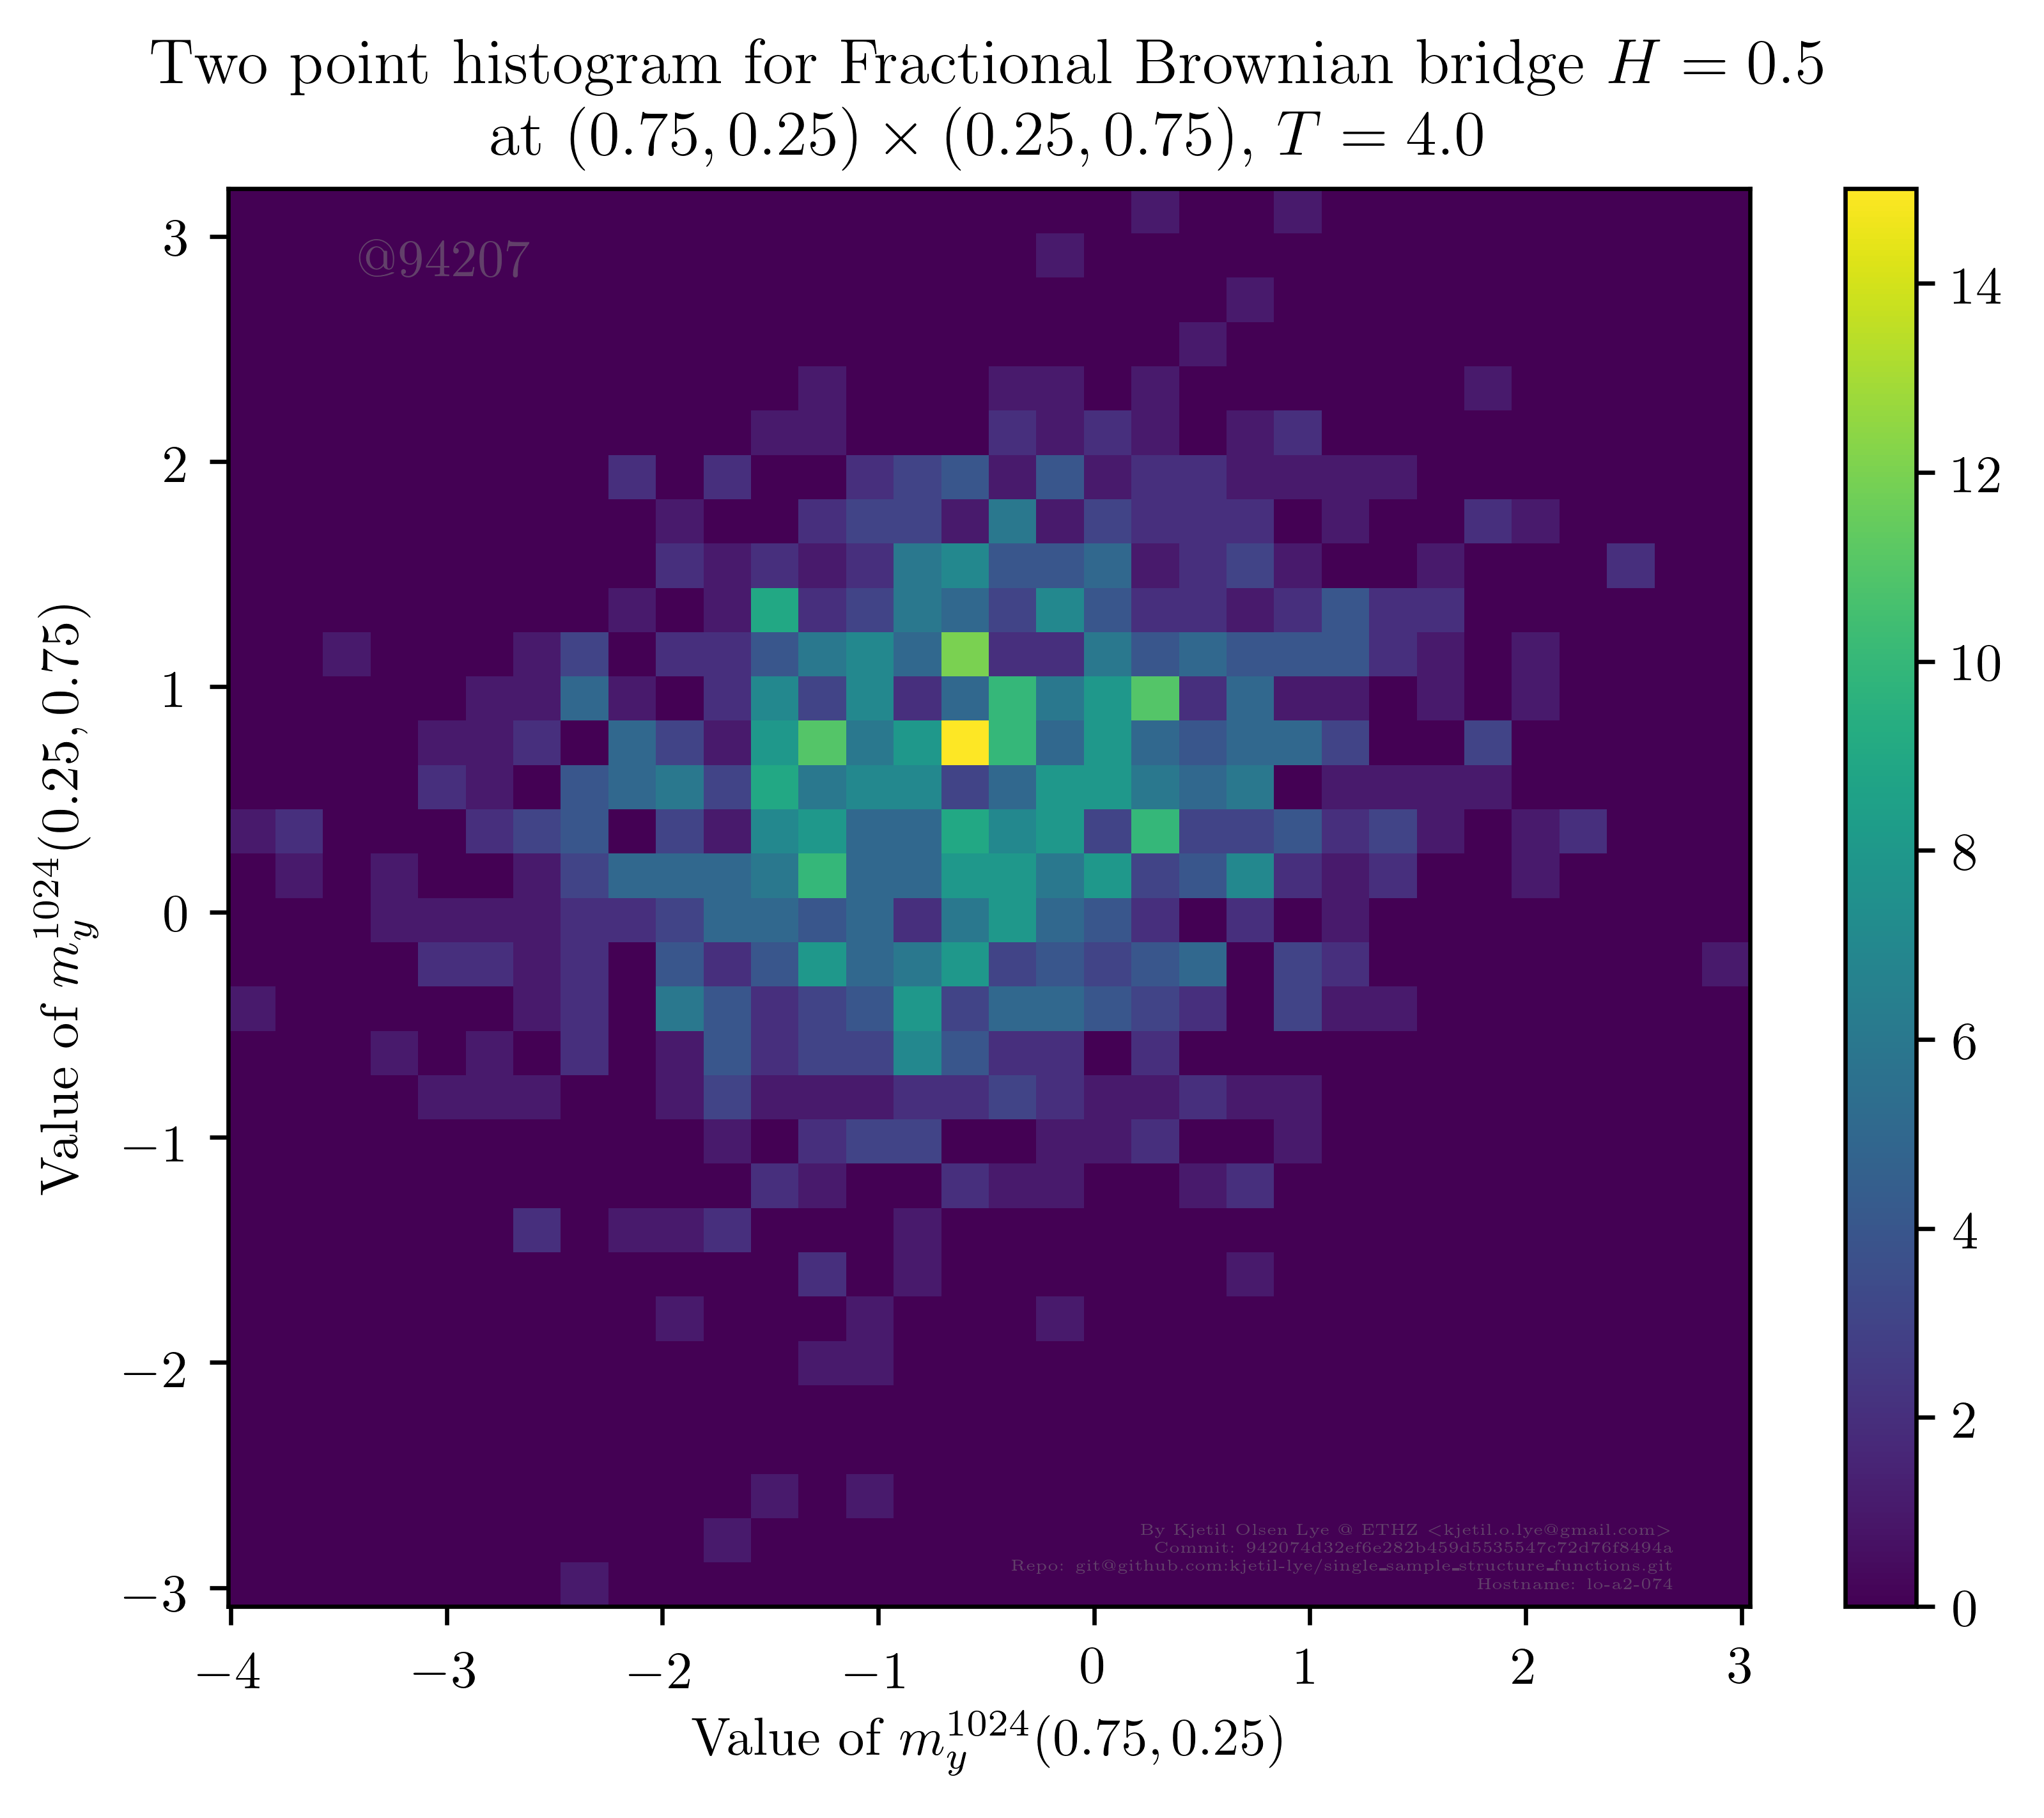 Two point histogram for Fractional Brownian bridge H = 0.5
at (0.75, 0.25) × (0.25, 0.75), T = 4.0
@94207
3
2
1
0
−1
−2
−3
Value of m_y^1024(0.25, 0.75)
−4 −3 −2 −1 0 1 2 3
Value of m_y^1024(0.75, 0.25)
14
12
10
8
6
4
2
0
By Kjetil Olsen Lye @ ETHZ <kjetil.o.lye@gmail.com>
Commit: 942074d32ef6e282b459d5535547c72d76f8494a
Repo: git@github.com:kjetil-lye/single_sample_structure_functions.git
Hostname: lo-a2-074